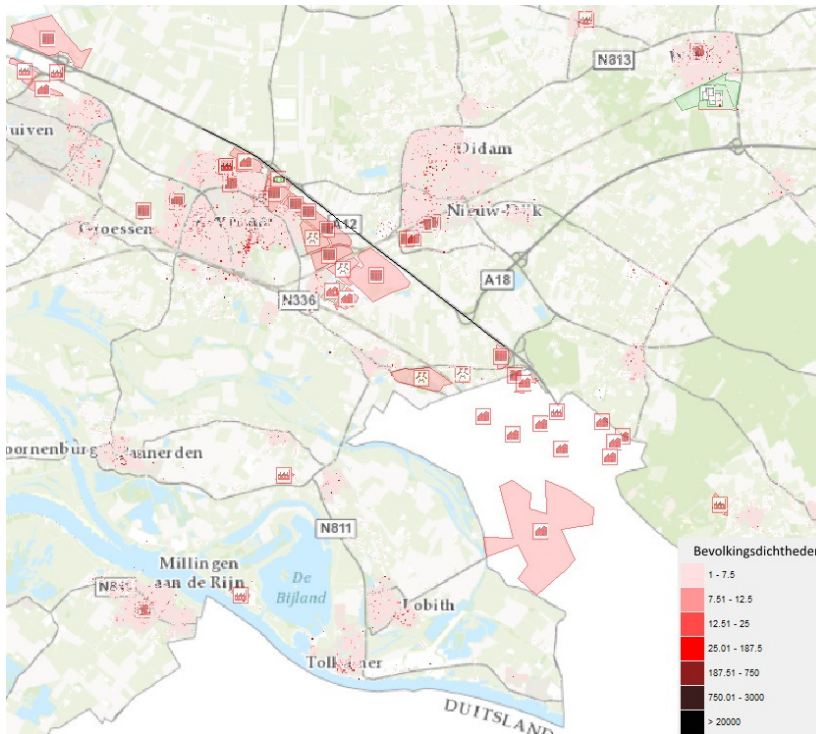 N813
Didam
Nieuw-Dijk
Groessen
A12
A18
N336
N811
Millingen
aan de Rijn
De
Bijland
Lobith
DUITSLAND
Bevolkingsdichtheden
1 - 7.5
7.51 - 12.5
12.51 - 25
25.01 - 187.5
187.51 - 750
750.01 - 3000
> 20000